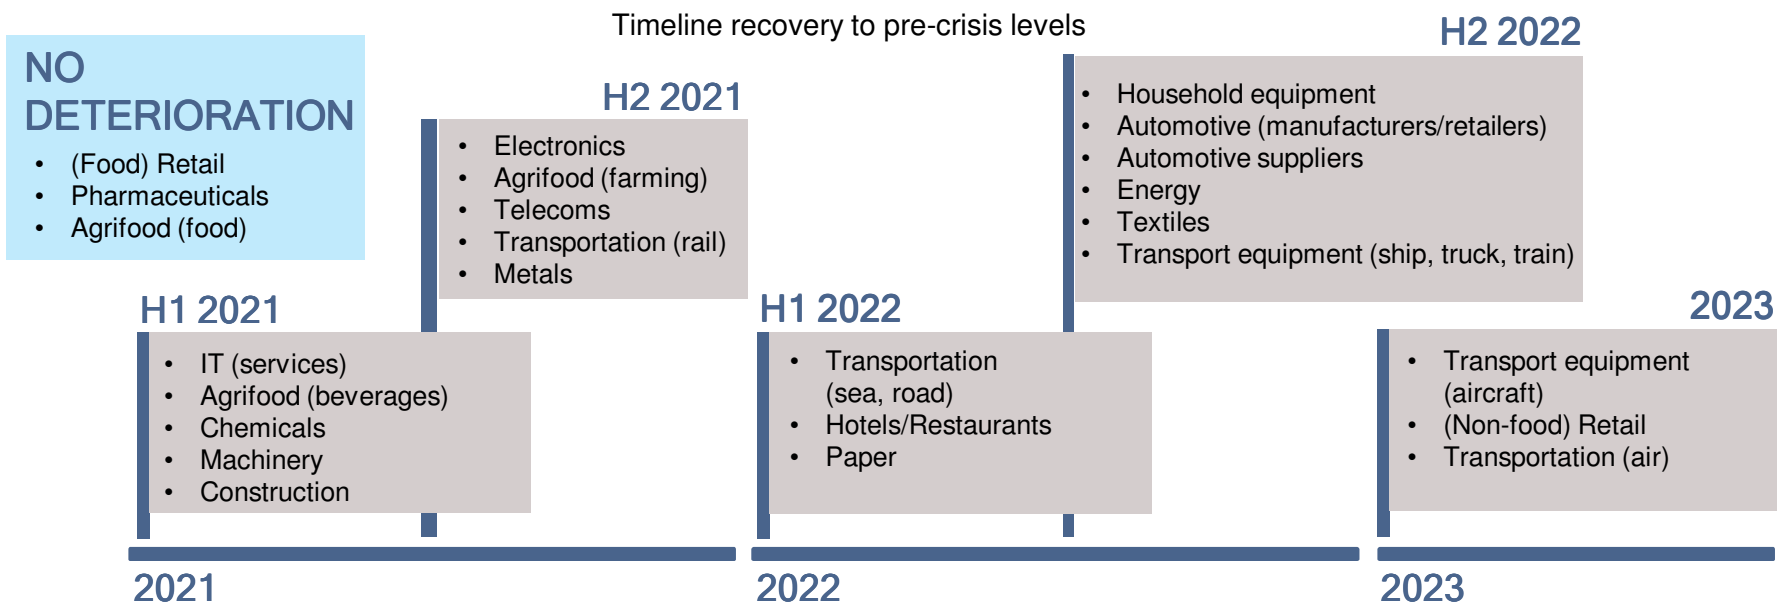 Timeline recovery to pre-crisis levels
NO
DETERIORATION
• (Food) Retail
• Pharmaceuticals
• Agrifood (food)
H1 2021
• IT (services)
• Agrifood (beverages)
• Chemicals
• Machinery
• Construction
H2 2021
• Electronics
• Agrifood (farming)
• Telecoms
• Transportation (rail)
• Metals
H1 2022
• Transportation
(sea, road)
• Hotels/Restaurants
• Paper
H2 2022
• Household equipment
• Automotive (manufacturers/retailers)
• Automotive suppliers
• Energy
• Textiles
• Transport equipment (ship, truck, train)
2023
• Transport equipment
(aircraft)
• (Non-food) Retail
• Transportation (air)
2021
2022
2023